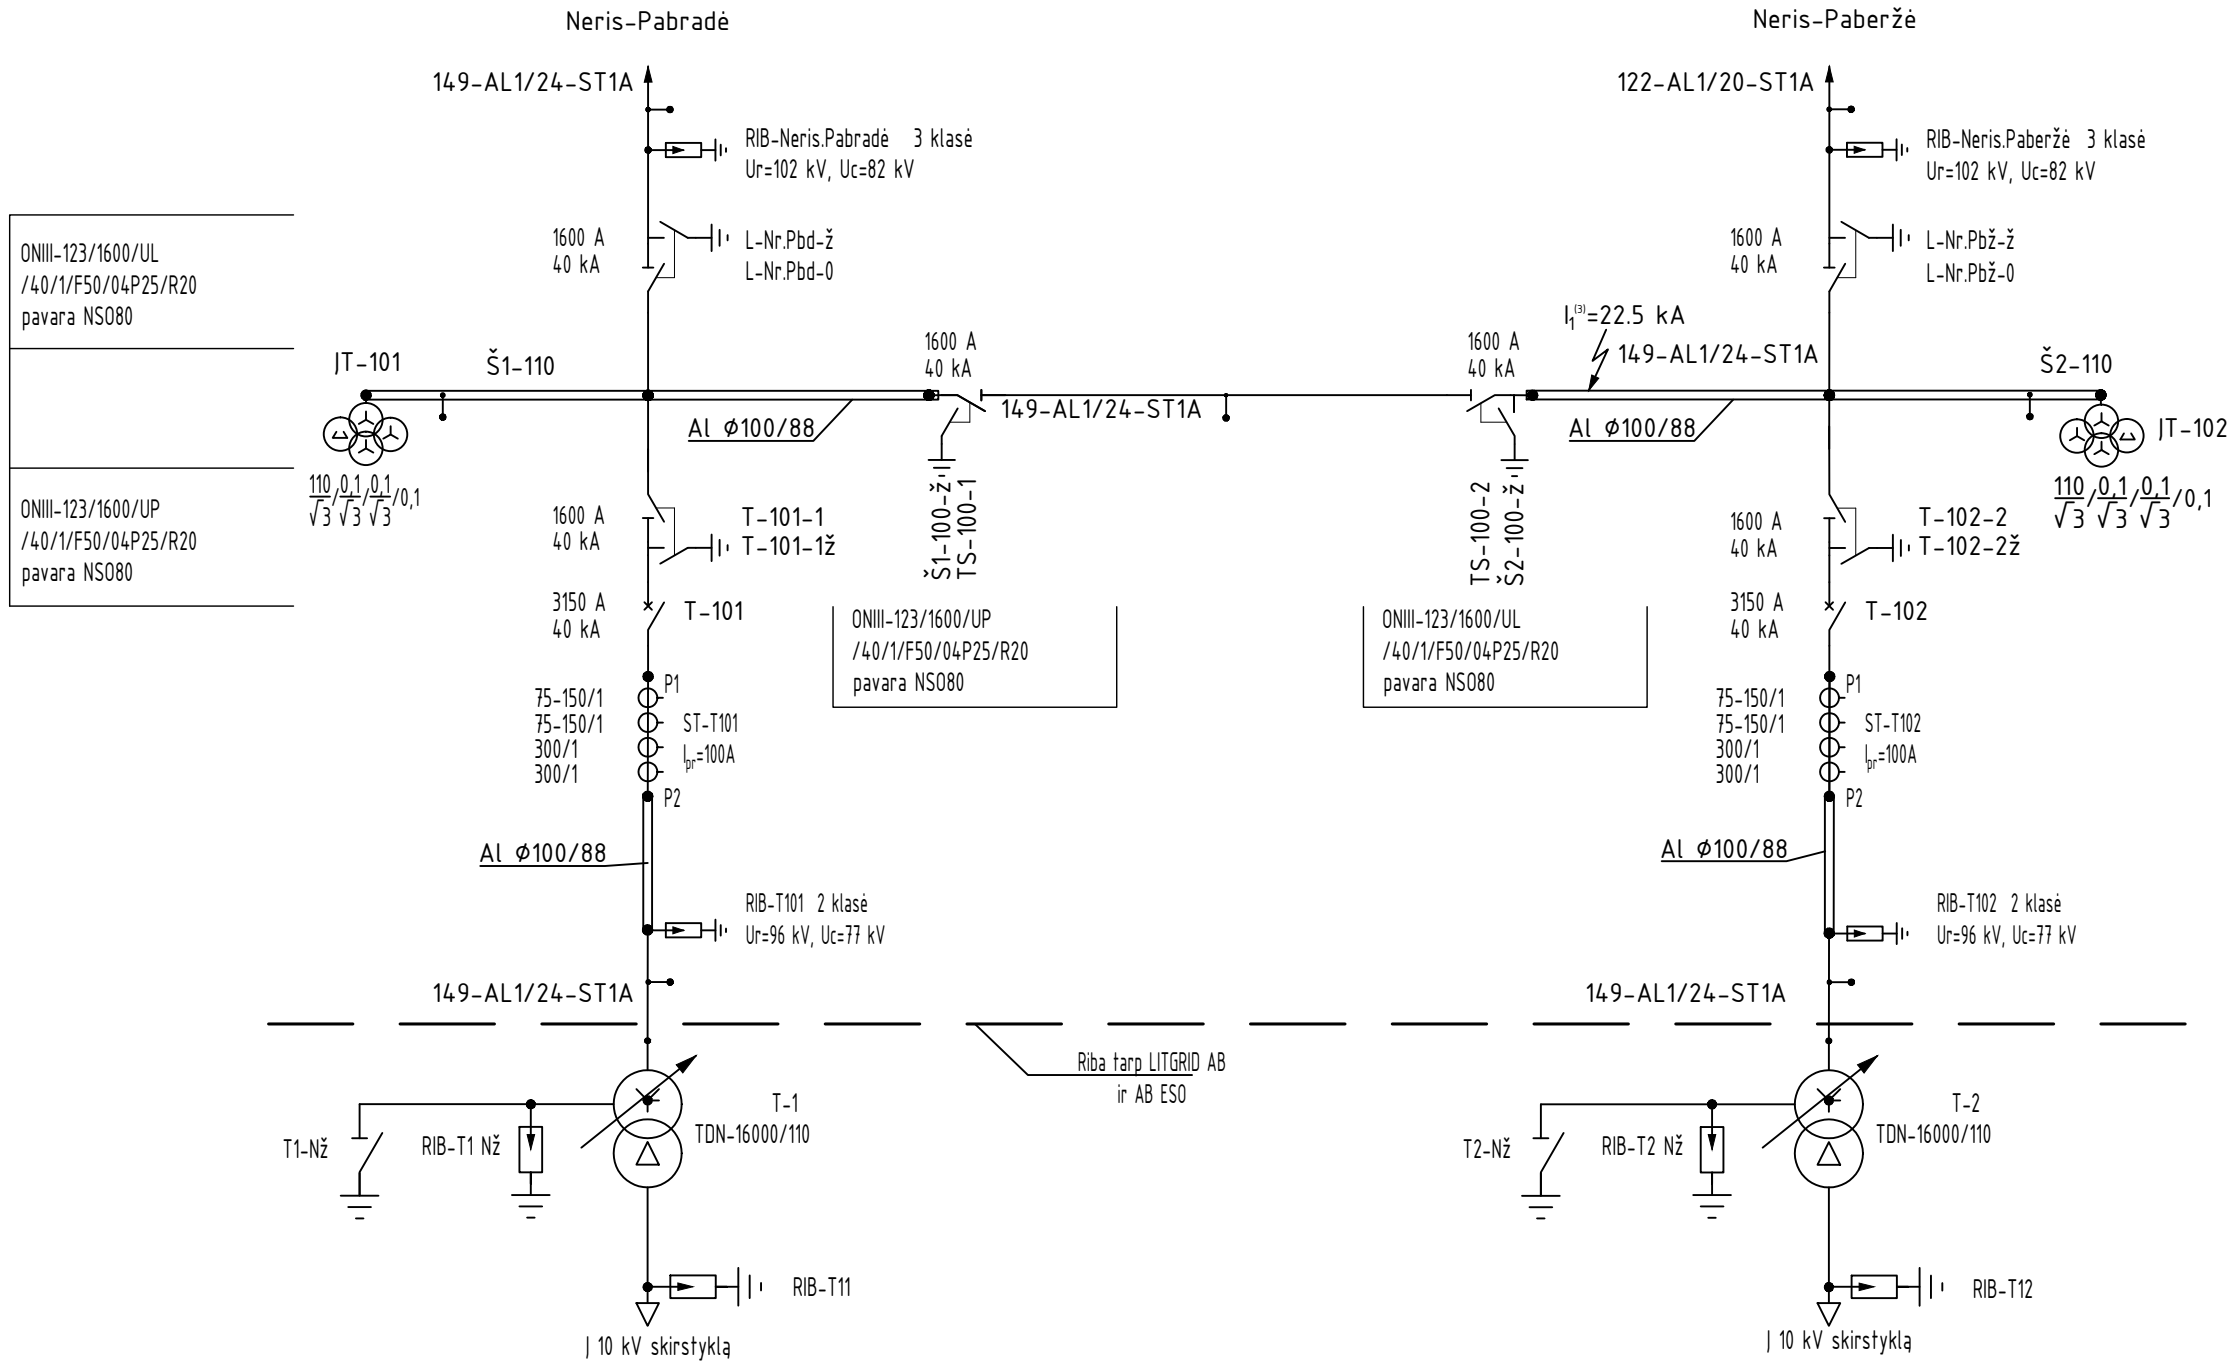 Neris-Pabradė
Neris-Paberžė
149-AL1/24-ST1A
122-AL1/20-ST1A
RIB-Neris.Pabradė 3 klasė
Ur=102 kV, Uc=82 kV
RIB-Neris.Paberžė 3 klasė
Ur=102 kV, Uc=82 kV
ONIII-123/1600/UL
/40/1/F50/04P25/R20
pavara NSO80
1600 A
40 kA
L-Nr.Pbd-ž
L-Nr.Pbd-0
1600 A
40 kA
L-Nr.Pbž-ž
L-Nr.Pbž-0
JT-101
Š1-110
1600 A
40 kA
149-AL1/24-ST1A
1600 A
40 kA
I₁⁽³⁾=22.5 kA
149-AL1/24-ST1A
Š2-110
JT-102
Al Φ100/88
Al Φ100/88
110/√3/0,1/√3/0,1/√3/0,1
110/√3/0,1/√3/0,1/√3/0,1
Š1-100-ž
TS-100-1
TS-100-2
Š2-100-ž
ONIII-123/1600/UP
/40/1/F50/04P25/R20
pavara NSO80
1600 A
40 kA
T-101-1
T-101-1ž
1600 A
40 kA
T-102-2
T-102-2ž
3150 A
40 kA
T-101
3150 A
40 kA
T-102
ONIII-123/1600/UP
/40/1/F50/04P25/R20
pavara NSO80
ONIII-123/1600/UL
/40/1/F50/04P25/R20
pavara NSO80
P1
75-150/1
75-150/1
300/1
300/1
ST-T101
Ipr=100A
P2
P1
75-150/1
75-150/1
300/1
300/1
ST-T102
Ipr=100A
P2
Al Φ100/88
Al Φ100/88
RIB-T101 2 klasė
Ur=96 kV, Uc=77 kV
RIB-T102 2 klasė
Ur=96 kV, Uc=77 kV
149-AL1/24-ST1A
149-AL1/24-ST1A
Riba tarp LITGRID AB
ir AB ESO
T-1
TDN-16000/110
T1-Nž
RIB-T1 Nž
T-2
TDN-16000/110
T2-Nž
RIB-T2 Nž
RIB-T11
RIB-T12
Į 10 kV skirstyklą
Į 10 kV skirstyklą